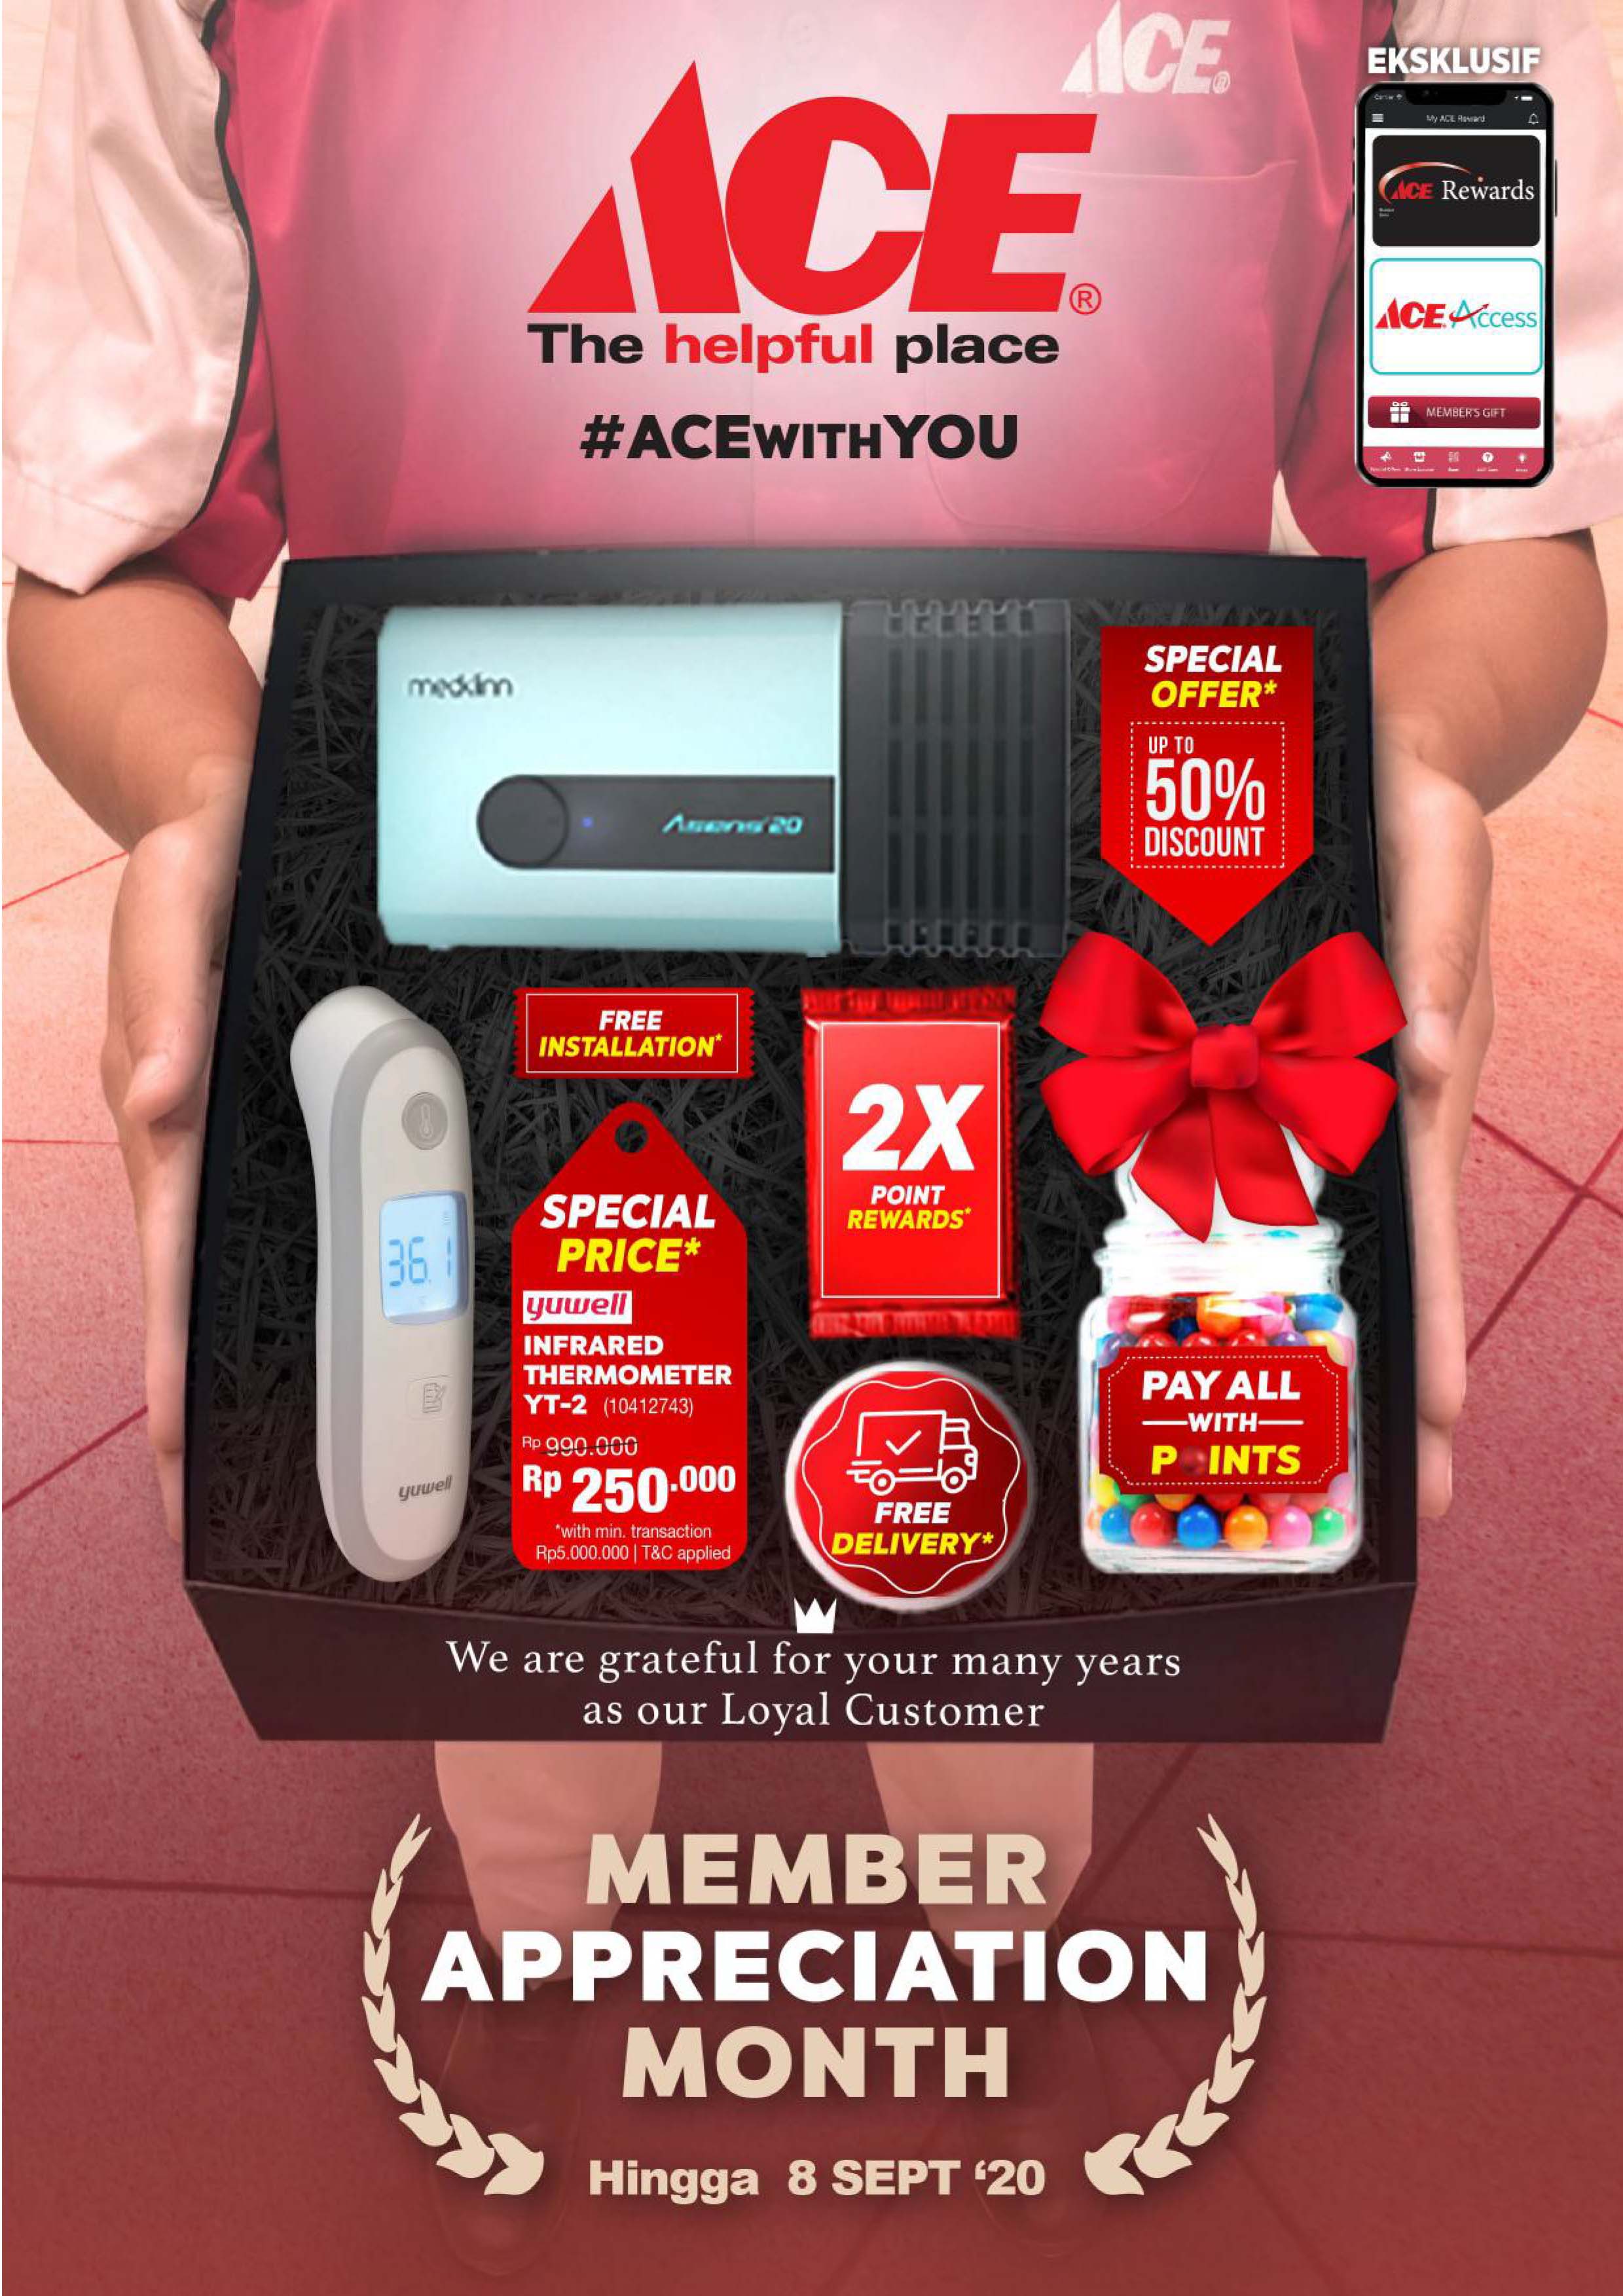 ACE®
EKSKLUSIF
My ACE Reward
ACE Rewards
ACE Access
MEMBER'S GIFT
ACE®
The helpful place
#ACEWITHYOU
medklinn
Asens+20
SPECIAL
OFFER*
UP TO
50%
DISCOUNT
FREE
INSTALLATION*
36.1
yuwell
SPECIAL
PRICE*
yuwell
INFRARED
THERMOMETER
YT-2 (10412743)
Rp 990.000
Rp 250.000
*with min. transaction
Rp5.000.000 | T&C applied
2X
POINT
REWARDS*
FREE
DELIVERY*
PAY ALL
WITH
POINTS
We are grateful for your many years
as our Loyal Customer
MEMBER
APPRECIATION
MONTH
Hingga 8 SEPT ‘20